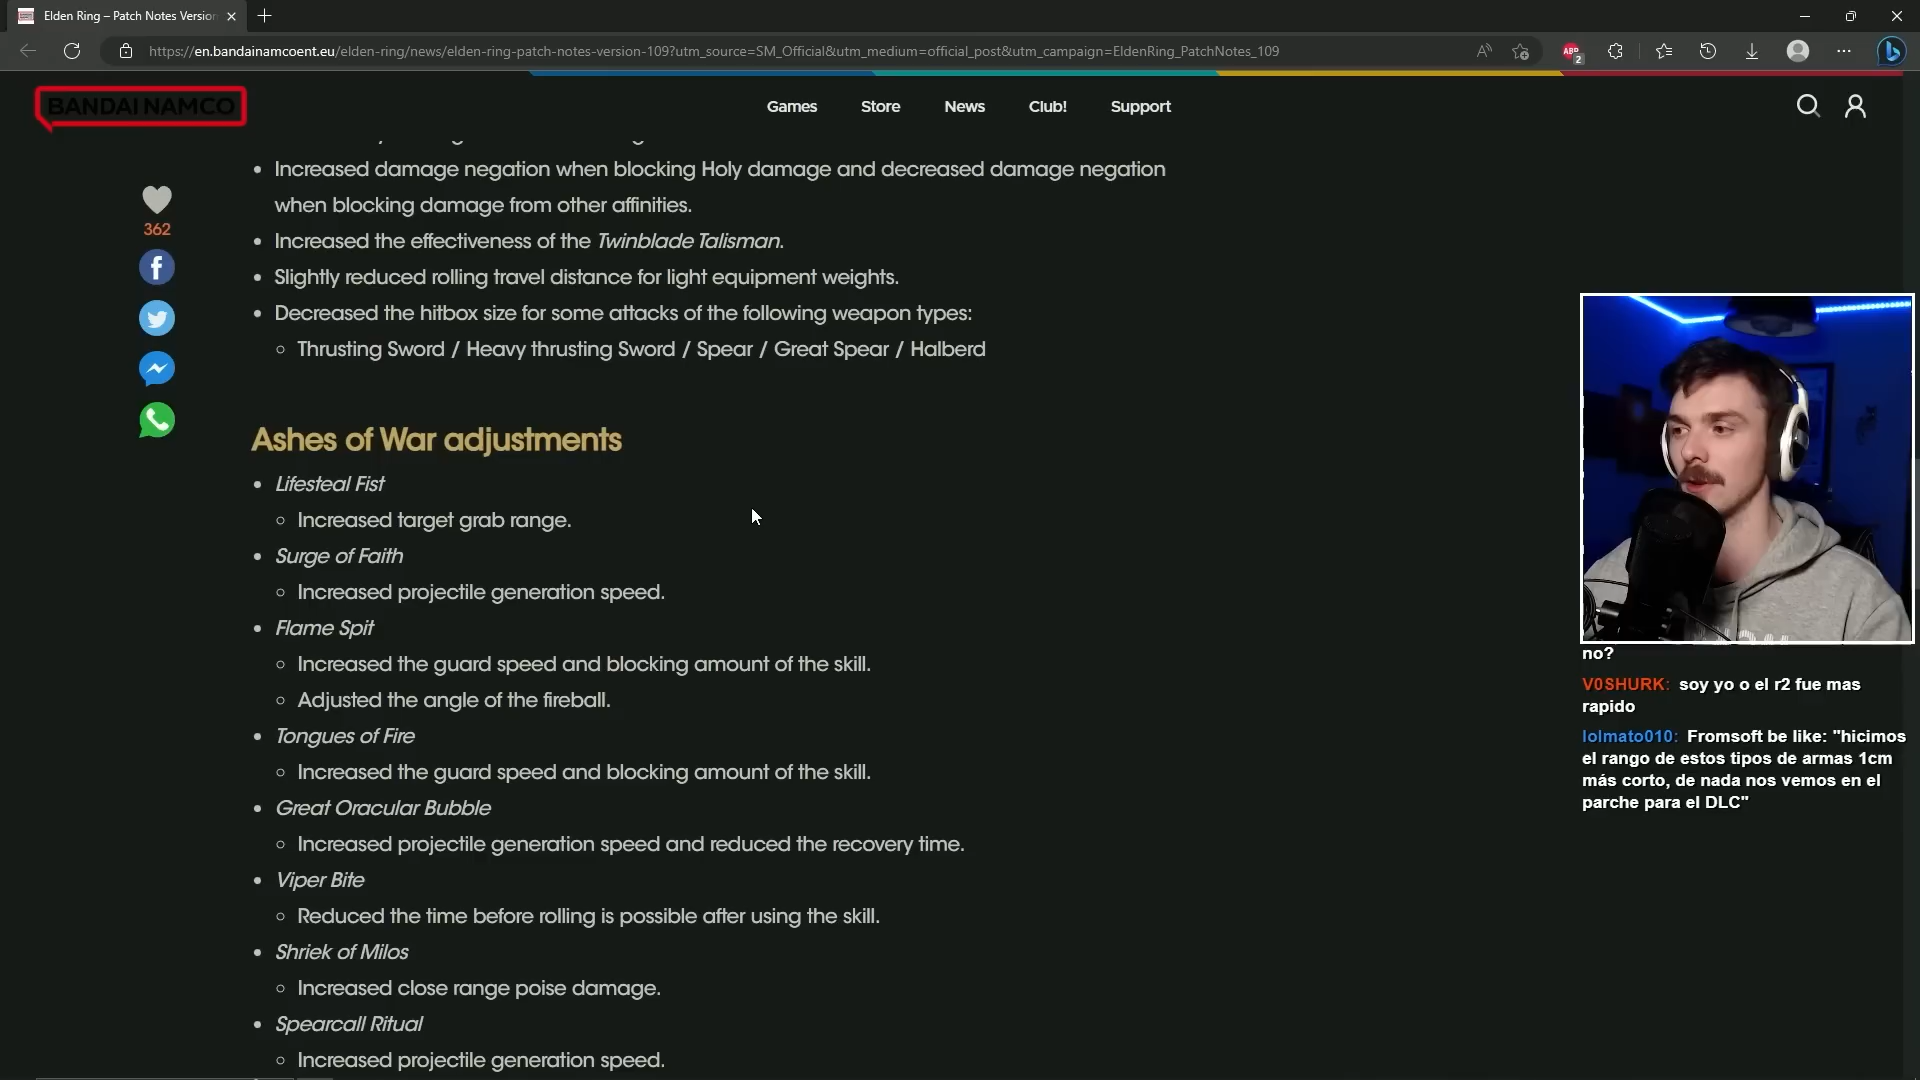 Elden Ring – Patch Notes Version
https://en.bandainamcoent.eu/elden-ring/news/elden-ring-patch-notes-version-109?utm_source=SM_Official&utm_medium=official_post&utm_campaign=EldenRing_PatchNotes_109
ABP
2
BANDAI NAMCO
Games
Store
News
Club!
Support
• Increased damage negation when blocking Holy damage and decreased damage negation
when blocking damage from other affinities.
362
• Increased the effectiveness of the Twinblade Talisman.
• Slightly reduced rolling travel distance for light equipment weights.
• Decreased the hitbox size for some attacks of the following weapon types:
○ Thrusting Sword / Heavy thrusting Sword / Spear / Great Spear / Halberd
Ashes of War adjustments
• Lifesteal Fist
○ Increased target grab range.
• Surge of Faith
○ Increased projectile generation speed.
• Flame Spit
○ Increased the guard speed and blocking amount of the skill.
○ Adjusted the angle of the fireball.
• Tongues of Fire
○ Increased the guard speed and blocking amount of the skill.
• Great Oracular Bubble
○ Increased projectile generation speed and reduced the recovery time.
• Viper Bite
○ Reduced the time before rolling is possible after using the skill.
• Shriek of Milos
○ Increased close range poise damage.
• Spearcall Ritual
○ Increased projectile generation speed.
no?
V0SHURK: soy yo o el r2 fue mas
rapido
lolmato010: Fromsoft be like: "hicimos
el rango de estos tipos de armas 1cm
más corto, de nada nos vemos en el
parche para el DLC"